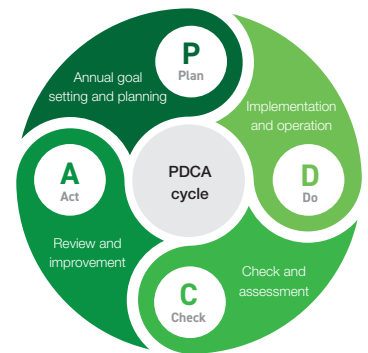 P
Plan
Annual goal
setting and planning
Implementation
and operation
D
Do
PDCA
cycle
A
Act
Review and
improvement
Check and
assessment
C
Check